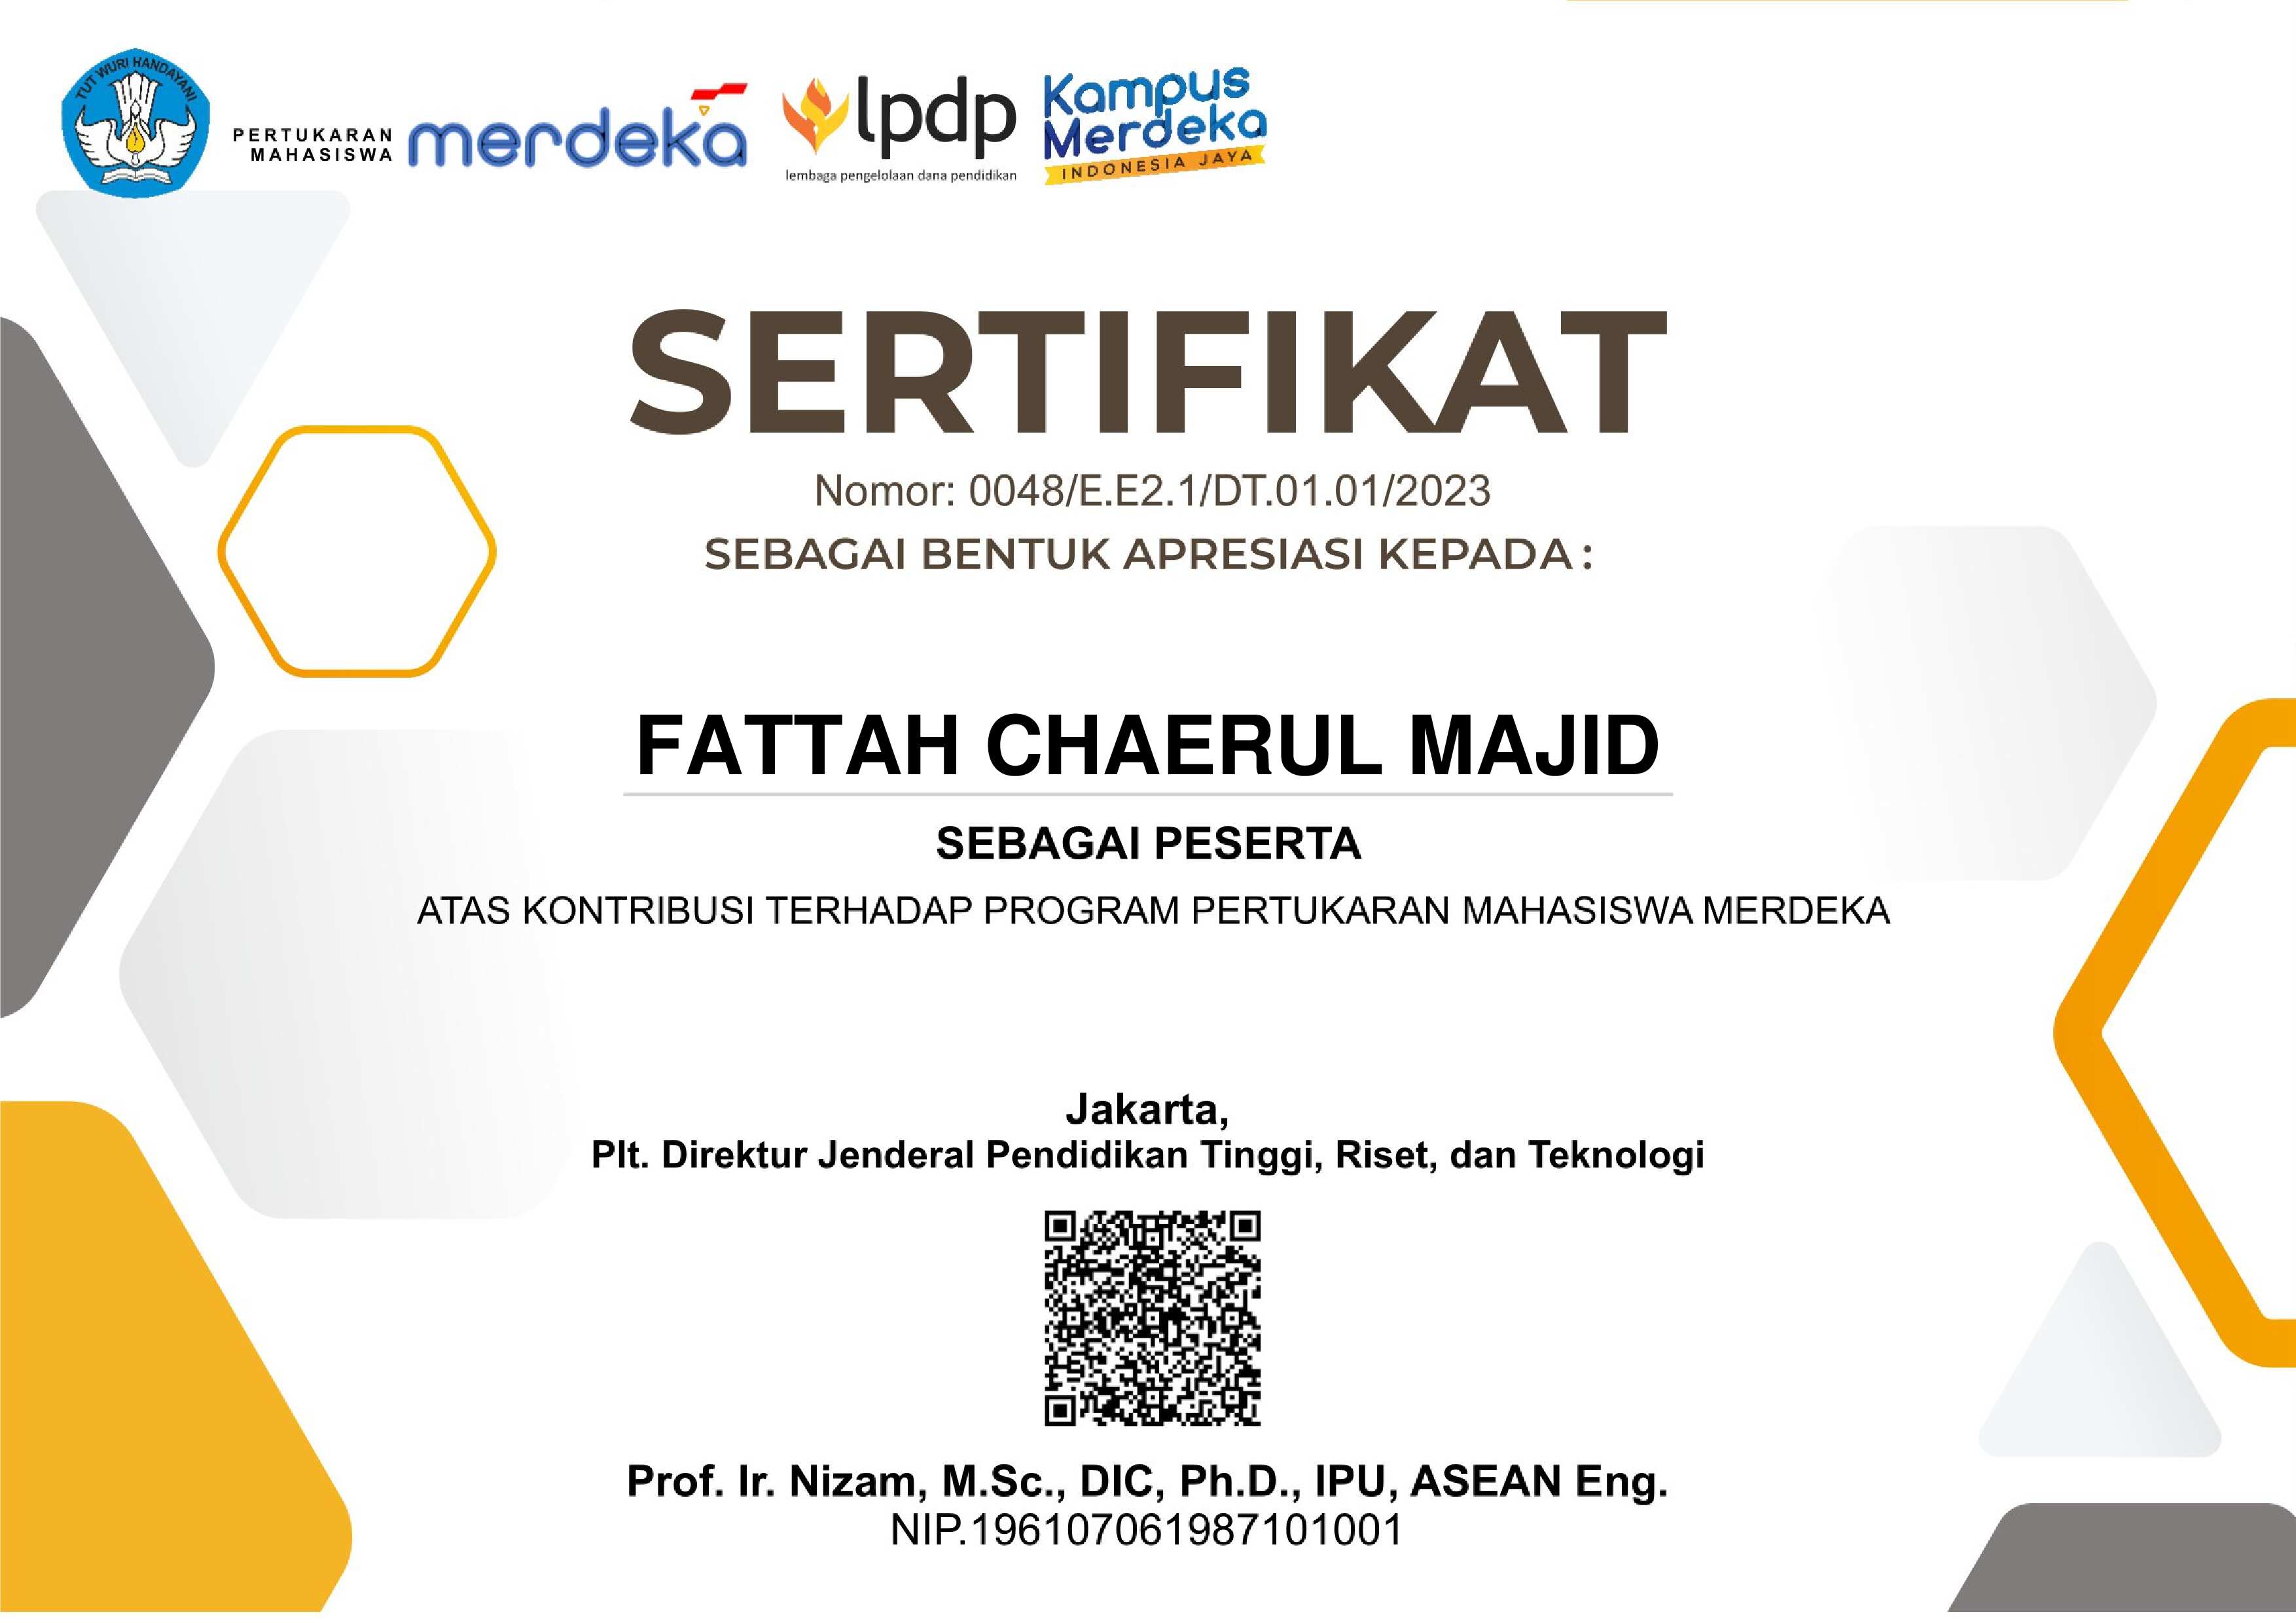 TUT WURI HANDAYANI
PERTUKARAN
MAHASISWA
merdeka
lpdp
lembaga pengelolaan dana pendidikan
Kampus
Merdeka
INDONESIA JAYA
SERTIFIKAT
Nomor: 0048/E.E2.1/DT.01.01/2023
SEBAGAI BENTUK APRESIASI KEPADA :
FATTAH CHAERUL MAJID
SEBAGAI PESERTA
ATAS KONTRIBUSI TERHADAP PROGRAM PERTUKARAN MAHASISWA MERDEKA
Jakarta,
Plt. Direktur Jenderal Pendidikan Tinggi, Riset, dan Teknologi
Prof. Ir. Nizam, M.Sc., DIC, Ph.D., IPU, ASEAN Eng.
NIP.196107061987101001